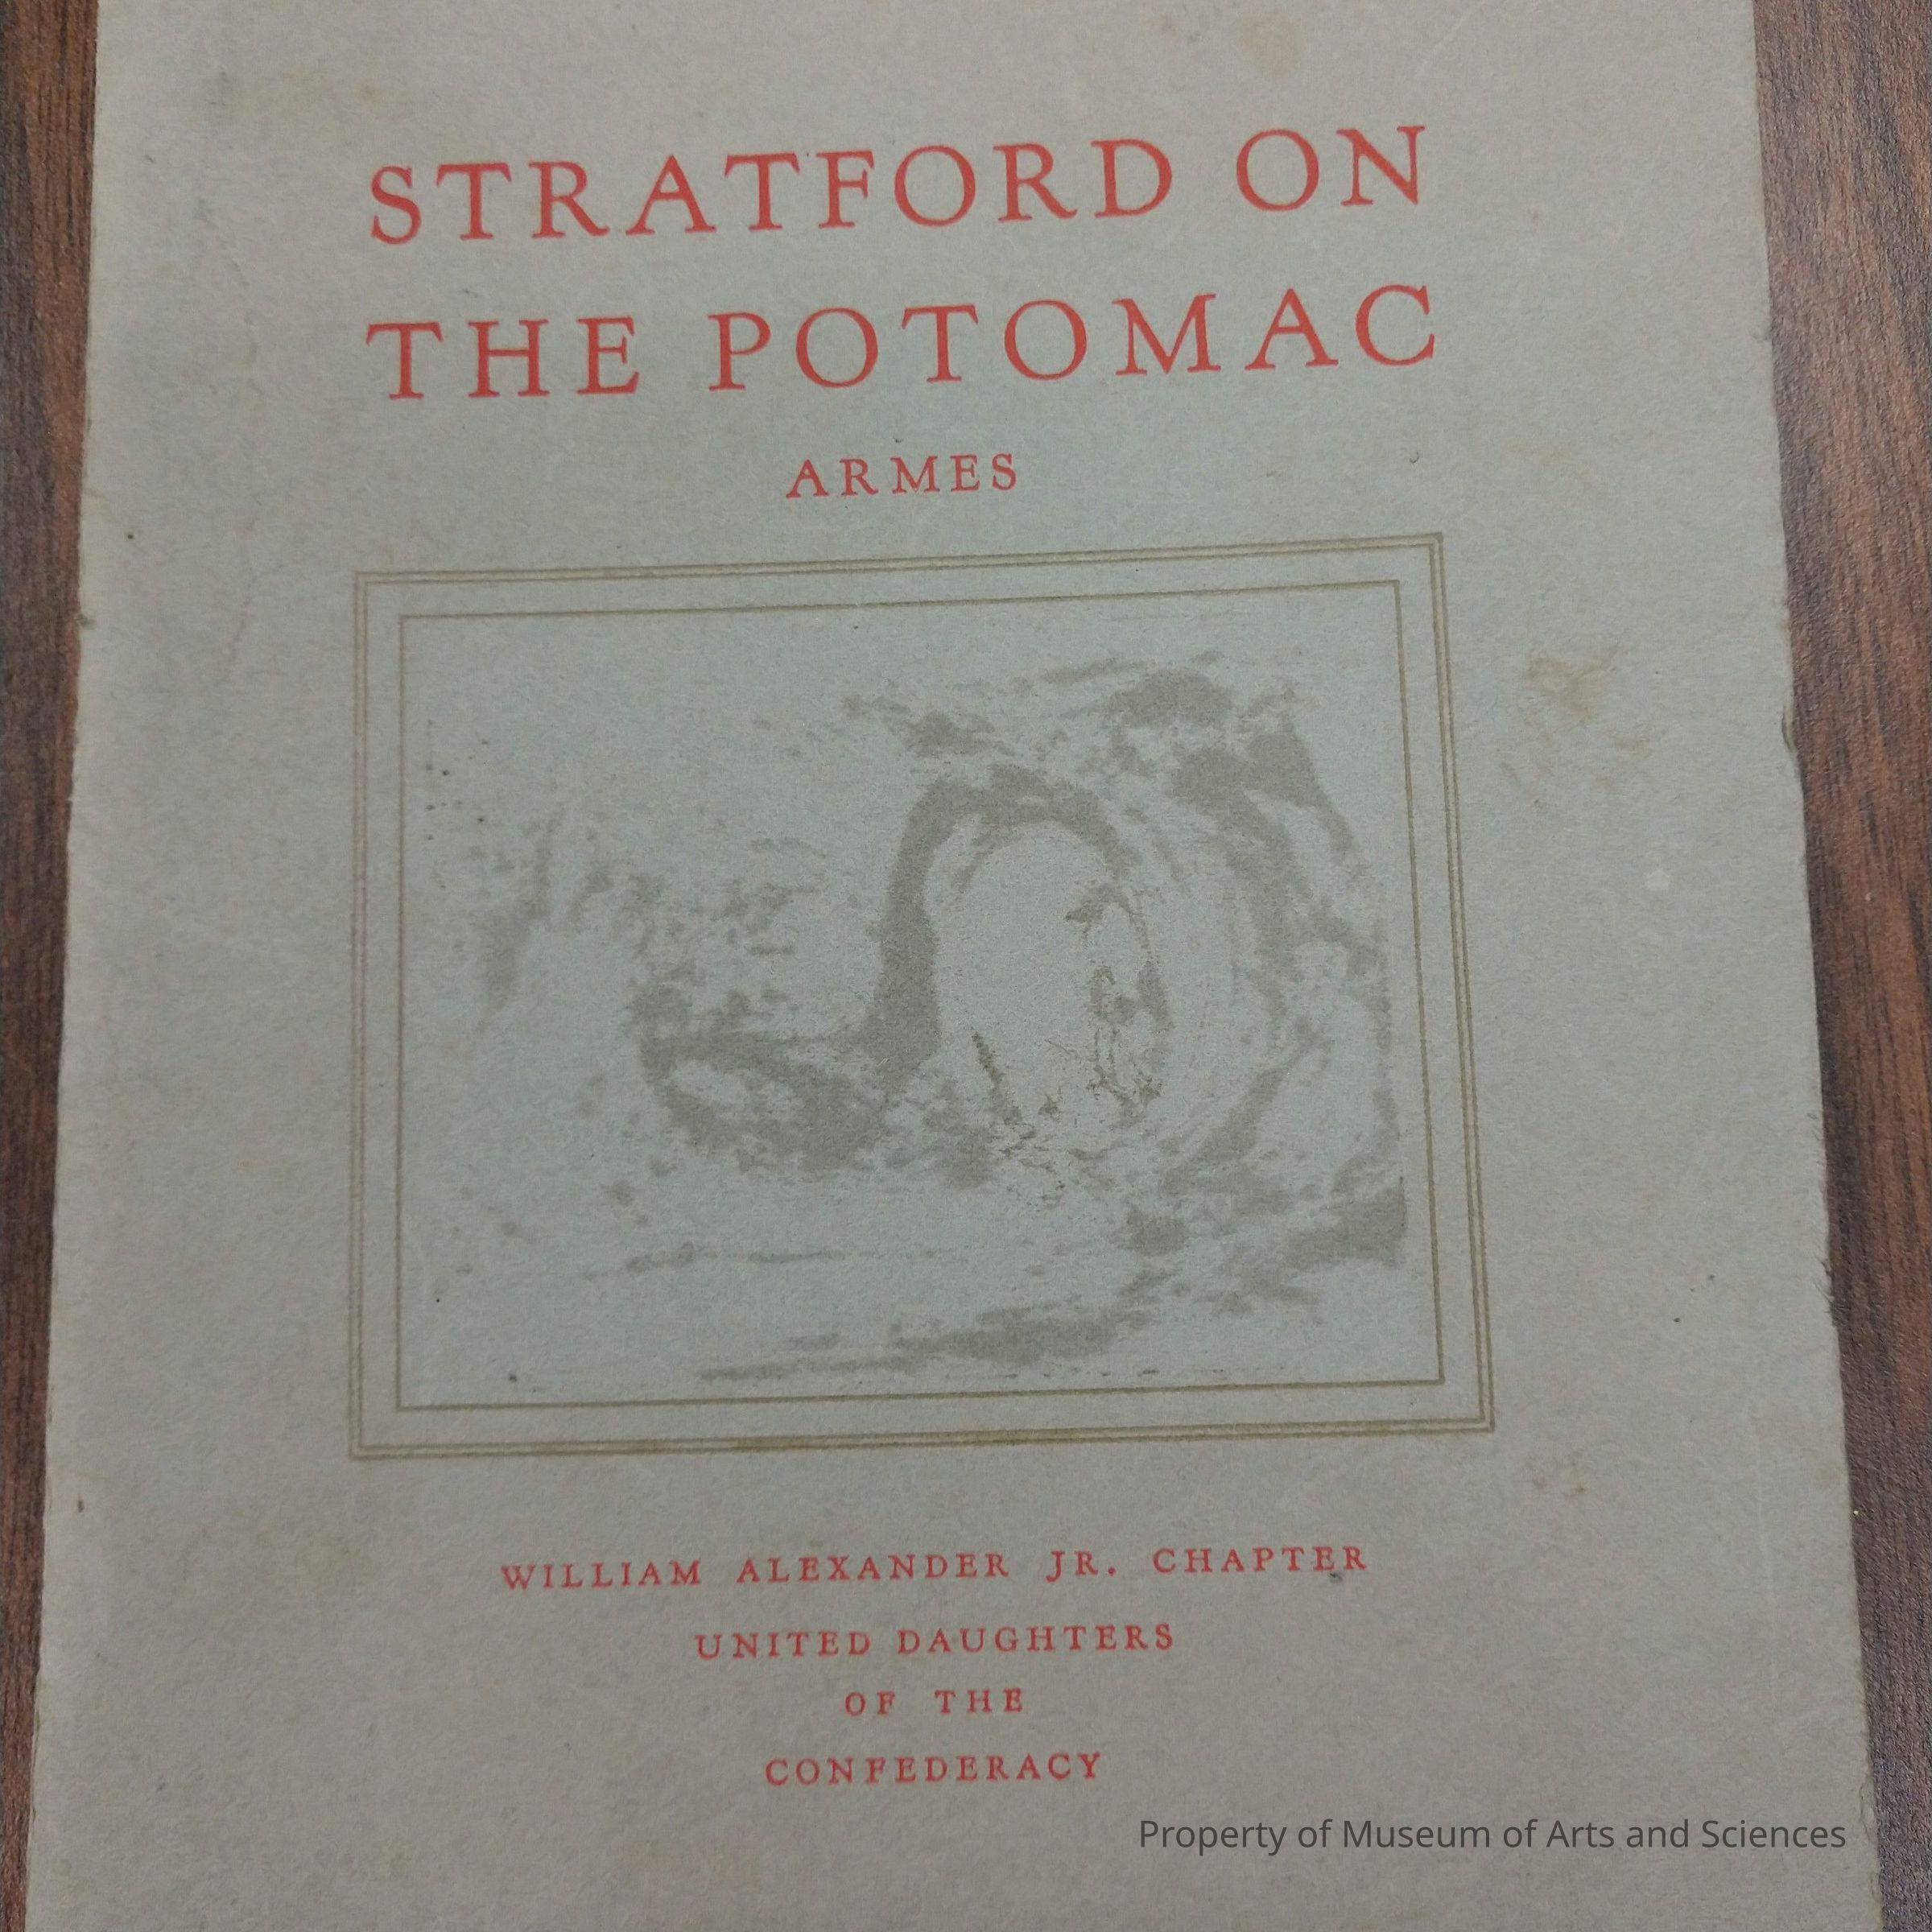 STRATFORD ON
THE POTOMAC
ARMES
WILLIAM ALEXANDER JR. CHAPTER
UNITED DAUGHTERS
OF THE
CONFEDERACY
Property of Museum of Arts and Sciences